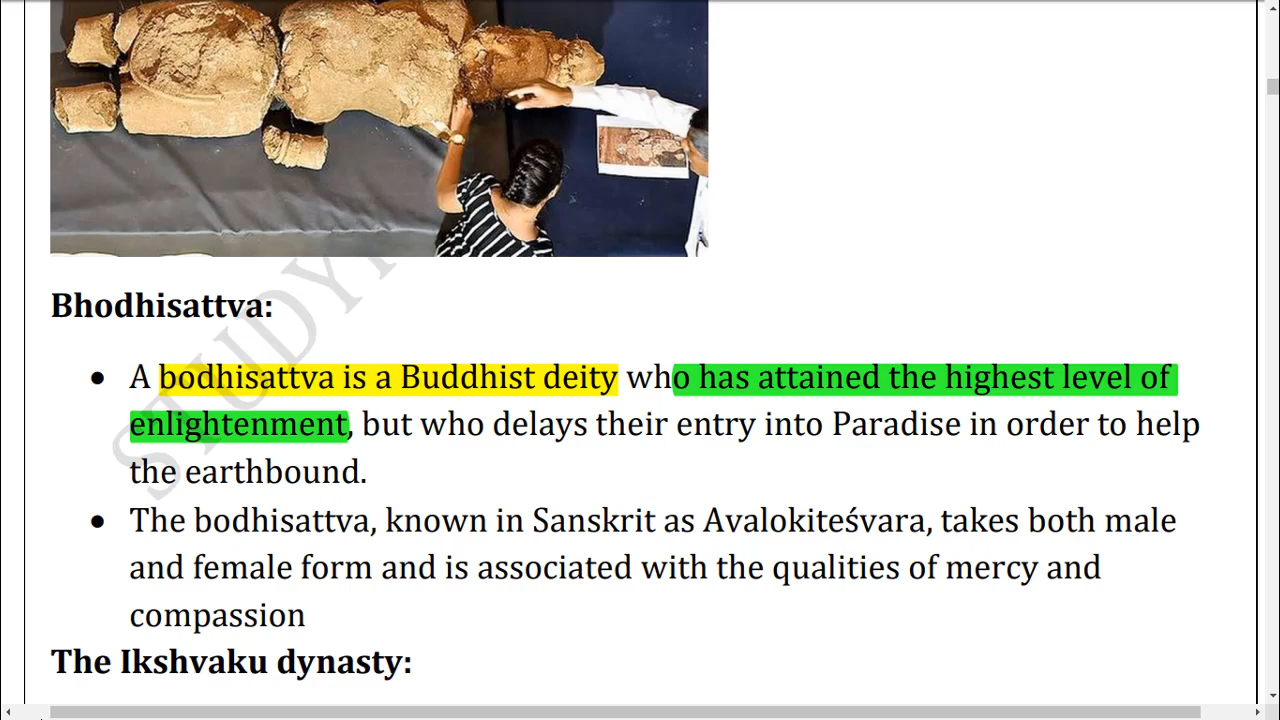 Bhodhisattva:
• A bodhisattva is a Buddhist deity who has attained the highest level of
enlightenment, but who delays their entry into Paradise in order to help
the earthbound.
• The bodhisattva, known in Sanskrit as Avalokiteśvara, takes both male
and female form and is associated with the qualities of mercy and
compassion
The Ikshvaku dynasty: